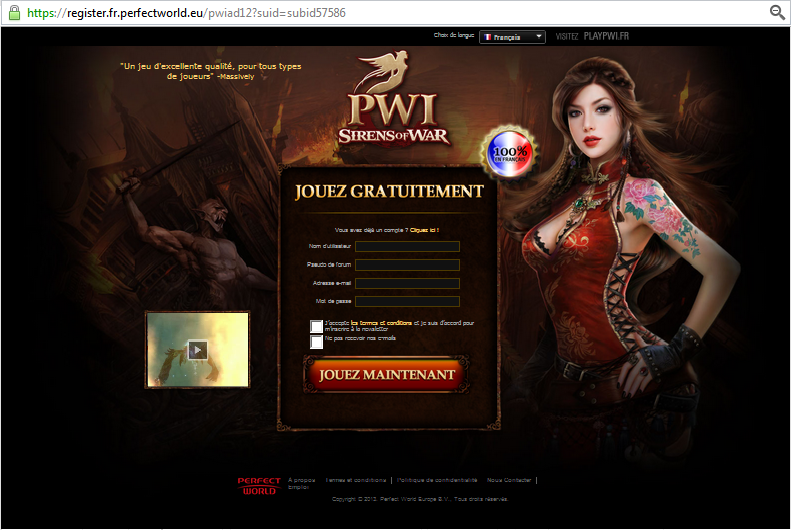 https://register.fr.perfectworld.eu/pwiad12?suid=subid57586
Choix de langue
Français
VISITEZ PLAYPWI.FR
"Un jeu d'excellente qualité, pour tous types
de joueurs" -Massively
PWI
SIRENS OF WAR
100%
EN FRANÇAIS
JOUEZ GRATUITEMENT
Vous avez déjà un compte ? Cliquez ici !
Nom d'utilisateur
Pseudo de forum
Adresse e-mail
Mot de passe
J'accepte les termes et conditions et je suis d'accord pour
m'inscrire à la newsletter
Ne pas recevoir nos e-mails
JOUEZ MAINTENANT
PERFECT
WORLD
A propos
Termes et conditions
Politique de confidentialité
Nous Contacter
Emploi
Copyright © 2013. Perfect World Europe B.V., Tous droits réservés.